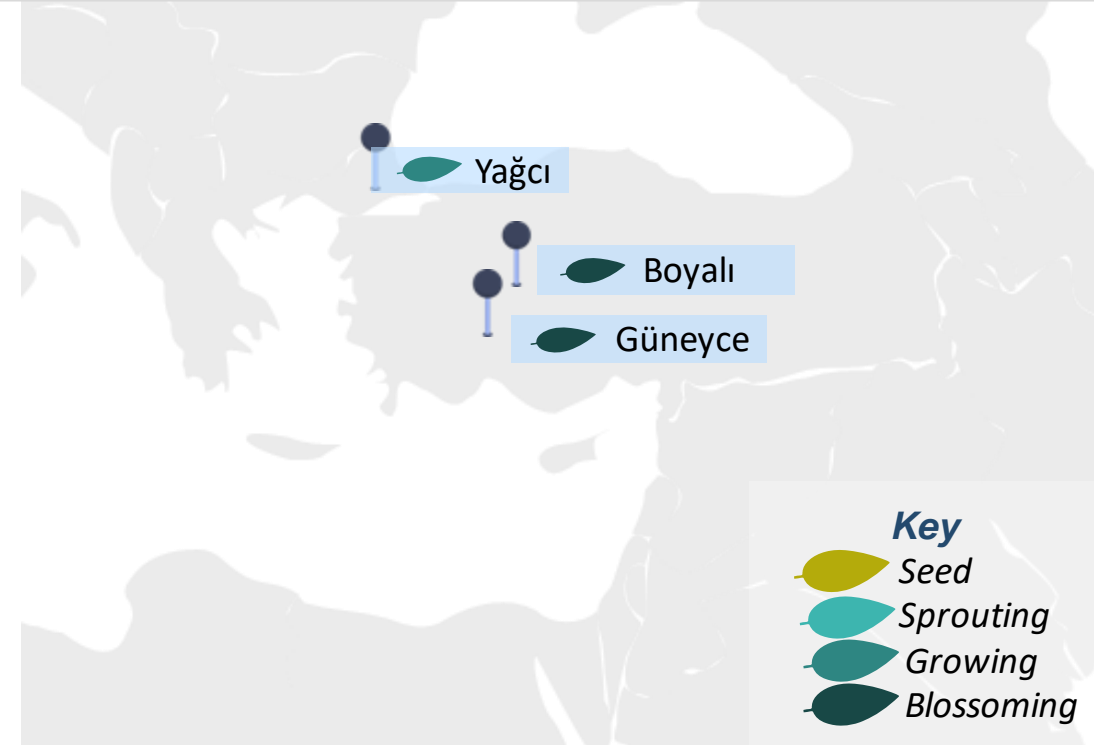 Yağcı
Boyalı
Güneyce
Key
Seed
Sprouting
Growing
Blossoming